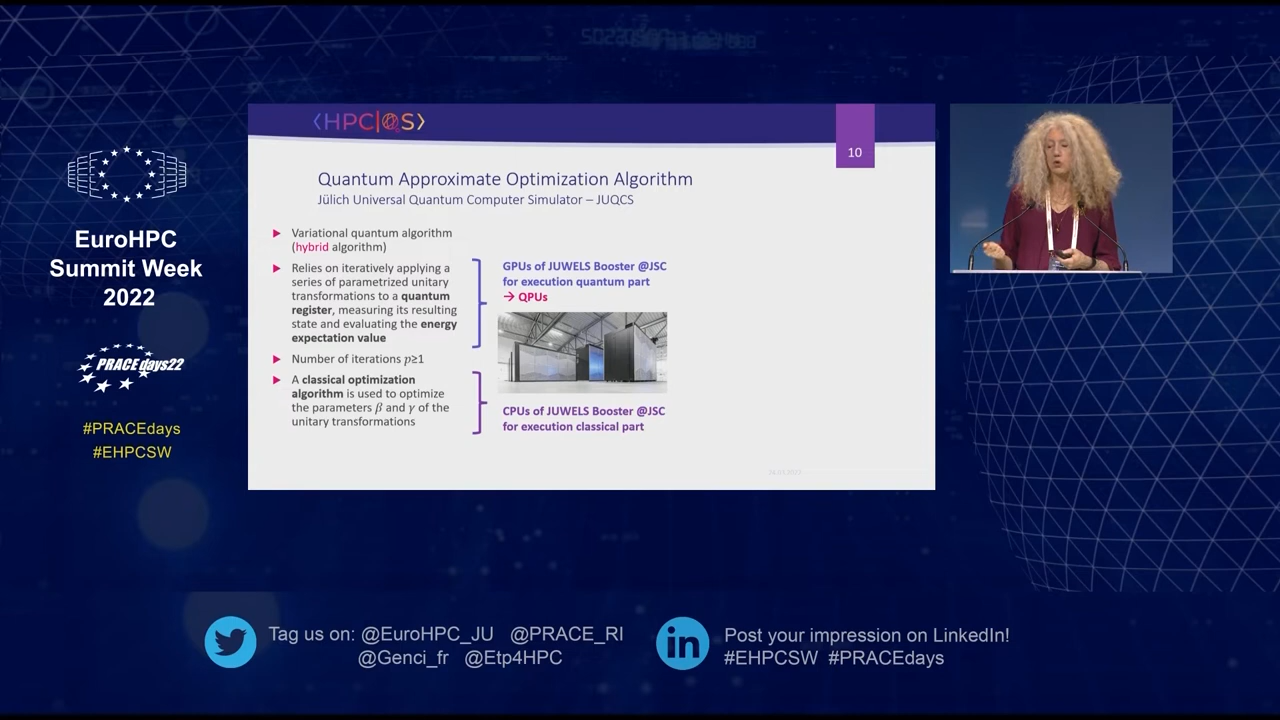 EuroHPC
Summit Week
2022
PRACEdays22
#PRACEdays
#EHPCSW
⟨HPC|QS⟩
10
Quantum Approximate Optimization Algorithm
Jülich Universal Quantum Computer Simulator – JUQCS
Variational quantum algorithm
(hybrid algorithm)
Relies on iteratively applying a
series of parametrized unitary
transformations to a quantum
register, measuring its resulting
state and evaluating the energy
expectation value
Number of iterations p≥1
A classical optimization
algorithm is used to optimize
the parameters β and γ of the
unitary transformations
GPUs of JUWELS Booster @JSC
for execution quantum part
→ QPUs
CPUs of JUWELS Booster @JSC
for execution classical part
Tag us on: @EuroHPC_JU @PRACE_RI
@Genci_fr @Etp4HPC
in
Post your impression on LinkedIn!
#EHPCSW #PRACEdays